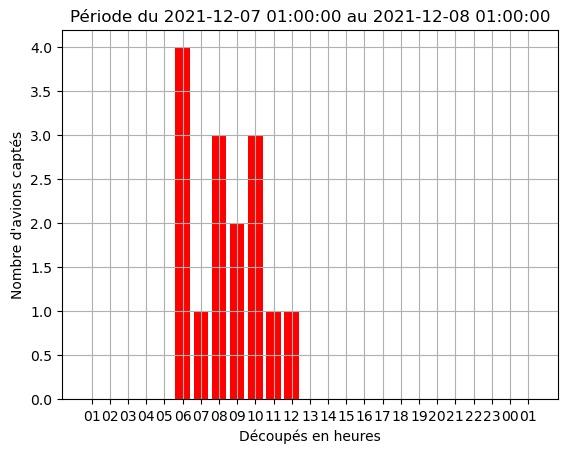 Période du 2021-12-07 01:00:00 au 2021-12-08 01:00:00
4.0
3.5
3.0
2.5
2.0
1.5
1.0
0.5
0.0
Nombre d'avions captés
01 02 03 04 05 06 07 08 09 10 11 12 13 14 15 16 17 18 19 20 21 22 23 00 01
Découpés en heures